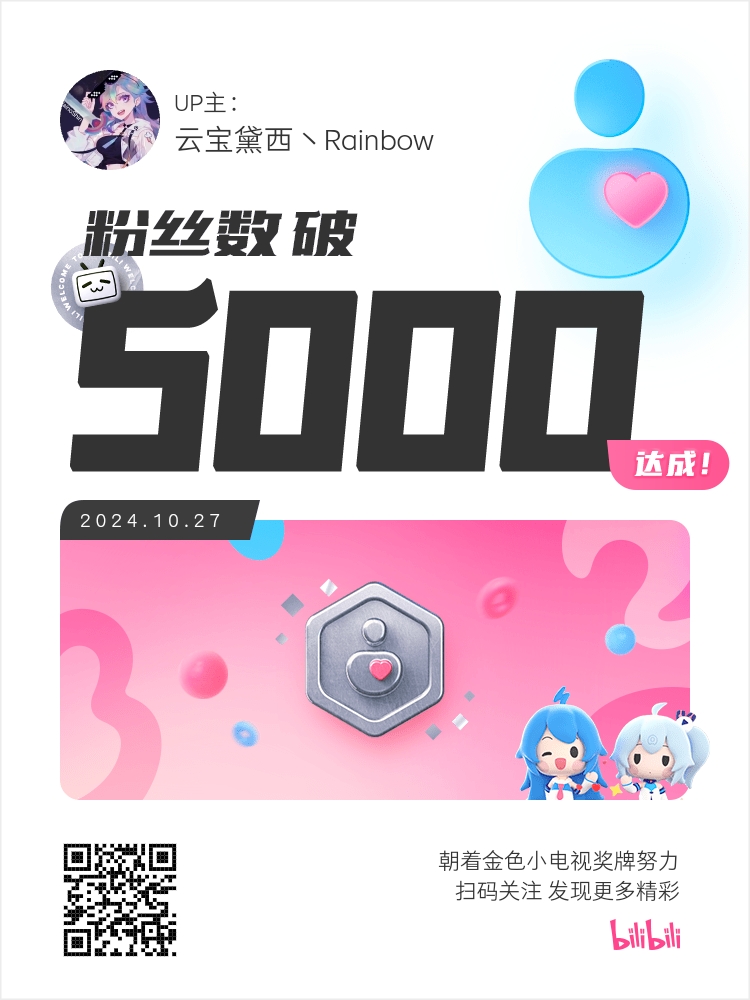 UP主：
云宝黛西丶Rainbow
粉丝数 破
5000
达成!
2024.10.27
朝着金色小电视奖牌努力
扫码关注 发现更多精彩
bilibili